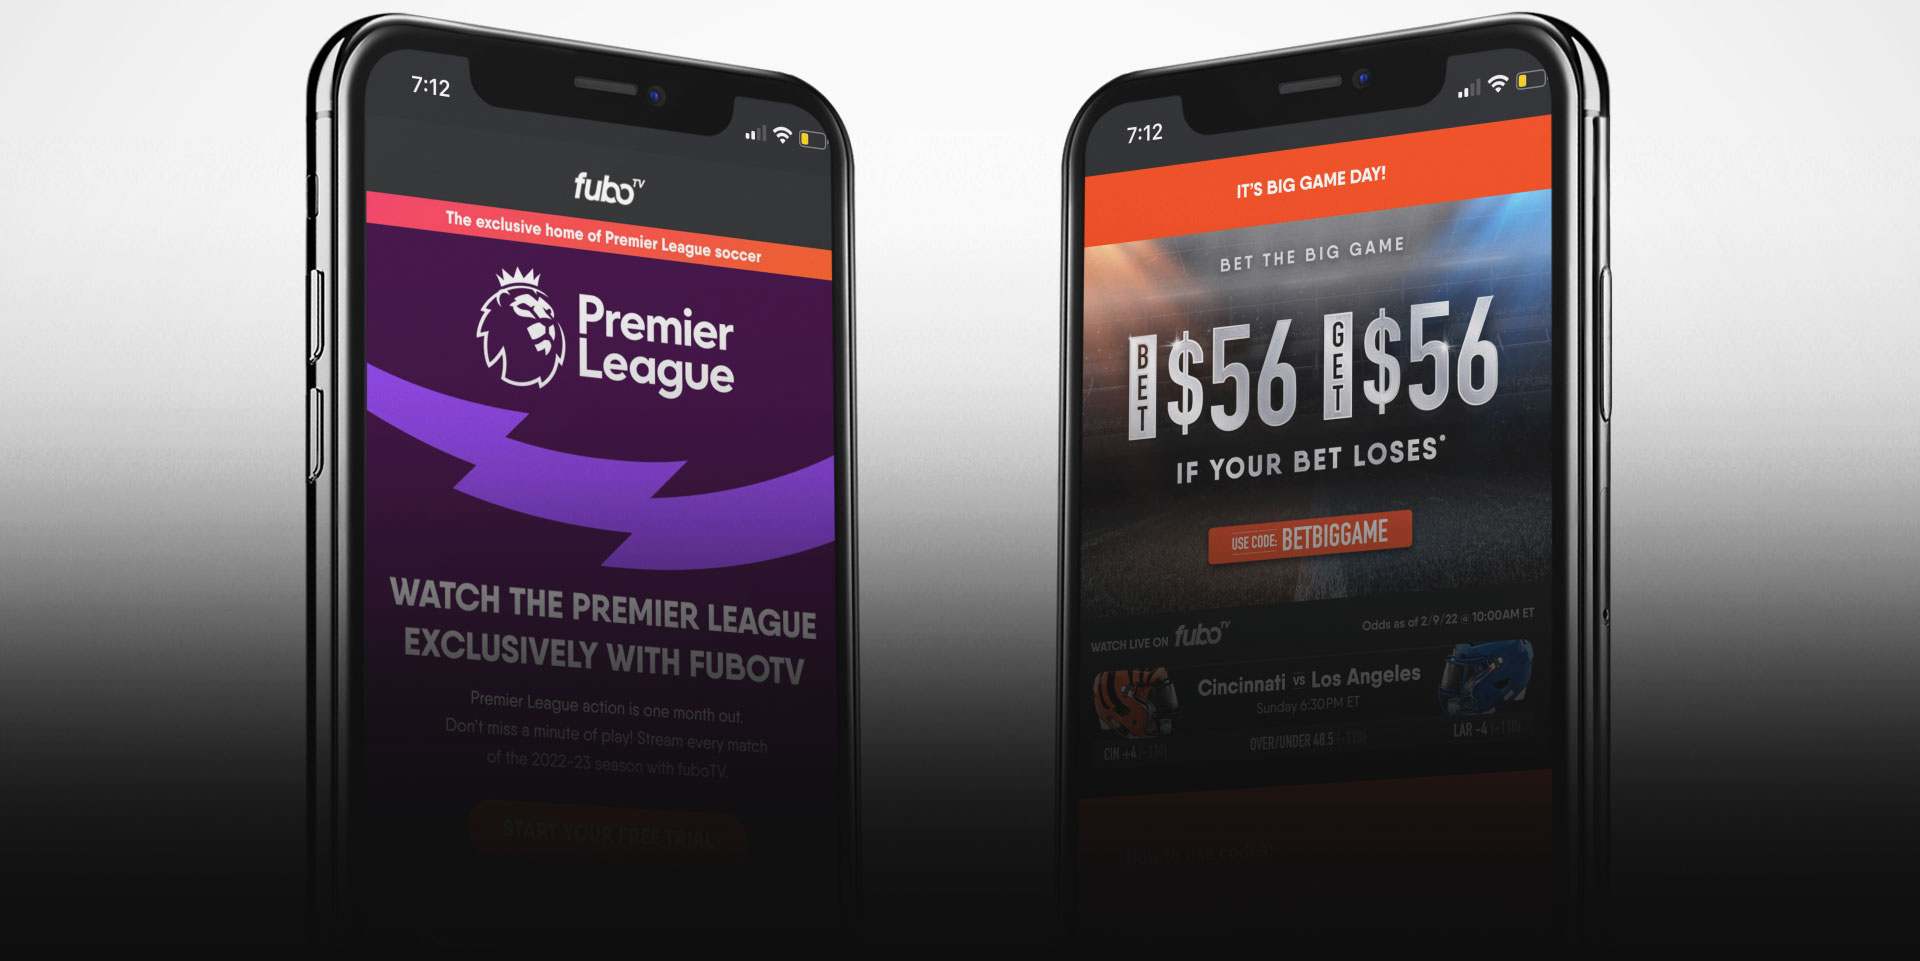 7:12
fuboTV
The exclusive home of Premier League soccer
Premier
League
WATCH THE PREMIER LEAGUE
EXCLUSIVELY WITH FUBOTV
Premier League action is one month out.
Don't miss a minute of play! Stream every match
of the 2022-23 season with fuboTV.
START YOUR FREE TRIAL
7:12
IT'S BIG GAME DAY!
BET THE BIG GAME
BET $56 GET $56
IF YOUR BET LOSES*
USE CODE: BETBIGGAME
WATCH LIVE ON fuboTV
Odds as of 2/9/22 @ 10:00AM ET
Cincinnati vs Los Angeles
Sunday 6:30PM ET
CIN +4 (-110)
OVER/UNDER 48.5 (-110)
LAR -4 (-110)
How to use codes: